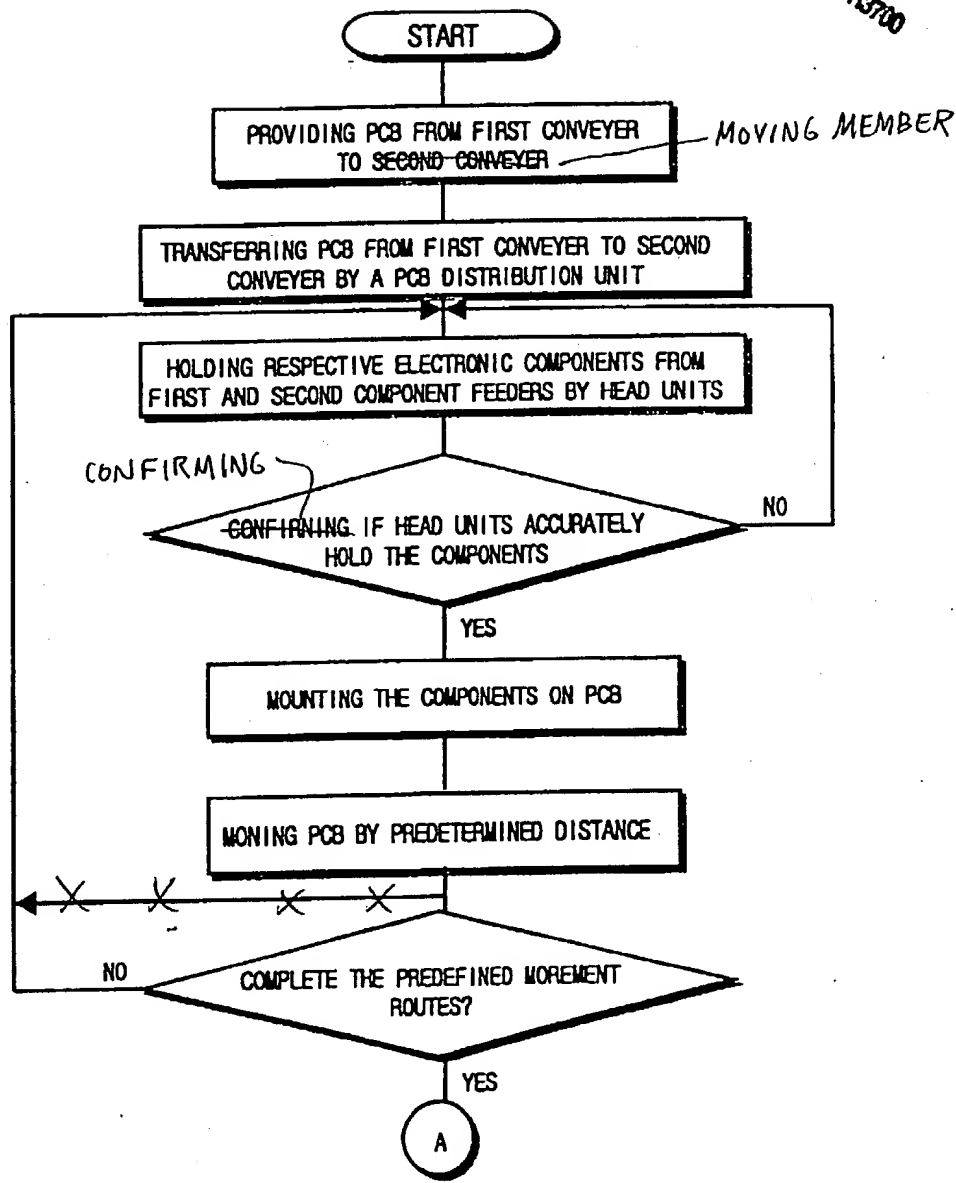 3700
START
PROVIDING PCB FROM FIRST CONVEYER
TO SECOND CONVEYER
MOVING MEMBER
TRANSFERRING PCB FROM FIRST CONVEYER TO SECOND
CONVEYER BY A PCB DISTRIBUTION UNIT
HOLDING RESPECTIVE ELECTRONIC COMPONENTS FROM
FIRST AND SECOND COMPONENT FEEDERS BY HEAD UNITS
CONFIRMING
CONFIRNING IF HEAD UNITS ACCURATELY
HOLD THE COMPONENTS
NO
YES
MOUNTING THE COMPONENTS ON PCB
MONING PCB BY PREDETERMINED DISTANCE
X X X X
NO
COMPLETE THE PREDEFINED MOREMENT
ROUTES?
YES
A